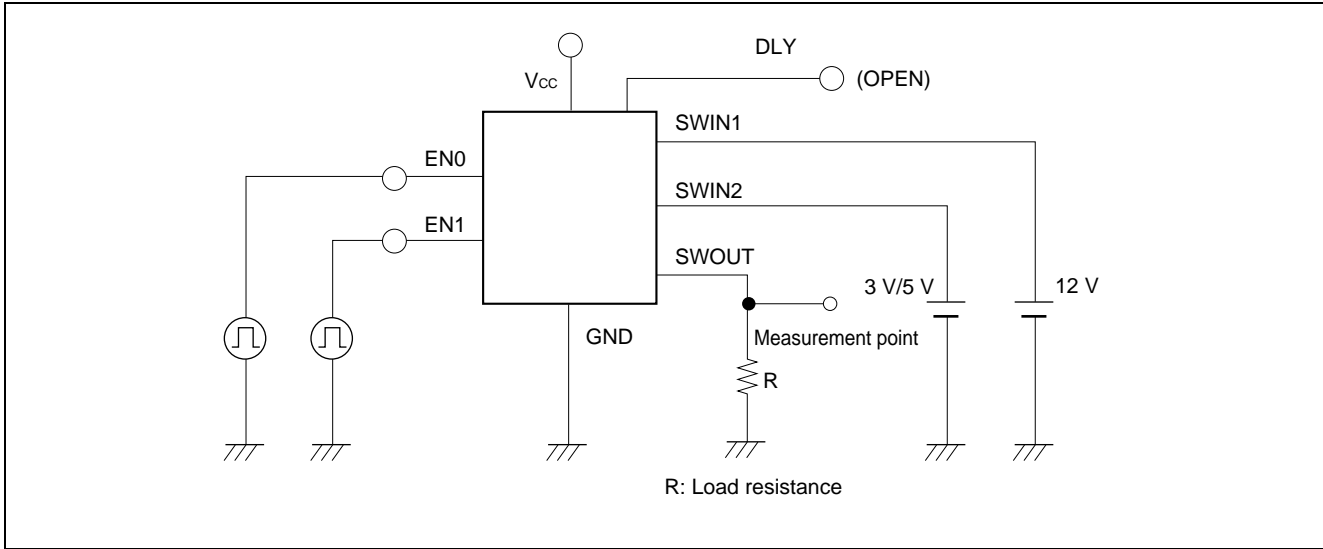 DLY
VCC
(OPEN)
SWIN1
EN0
SWIN2
EN1
SWOUT
3 V/5 V
12 V
GND
Measurement point
R
R: Load resistance